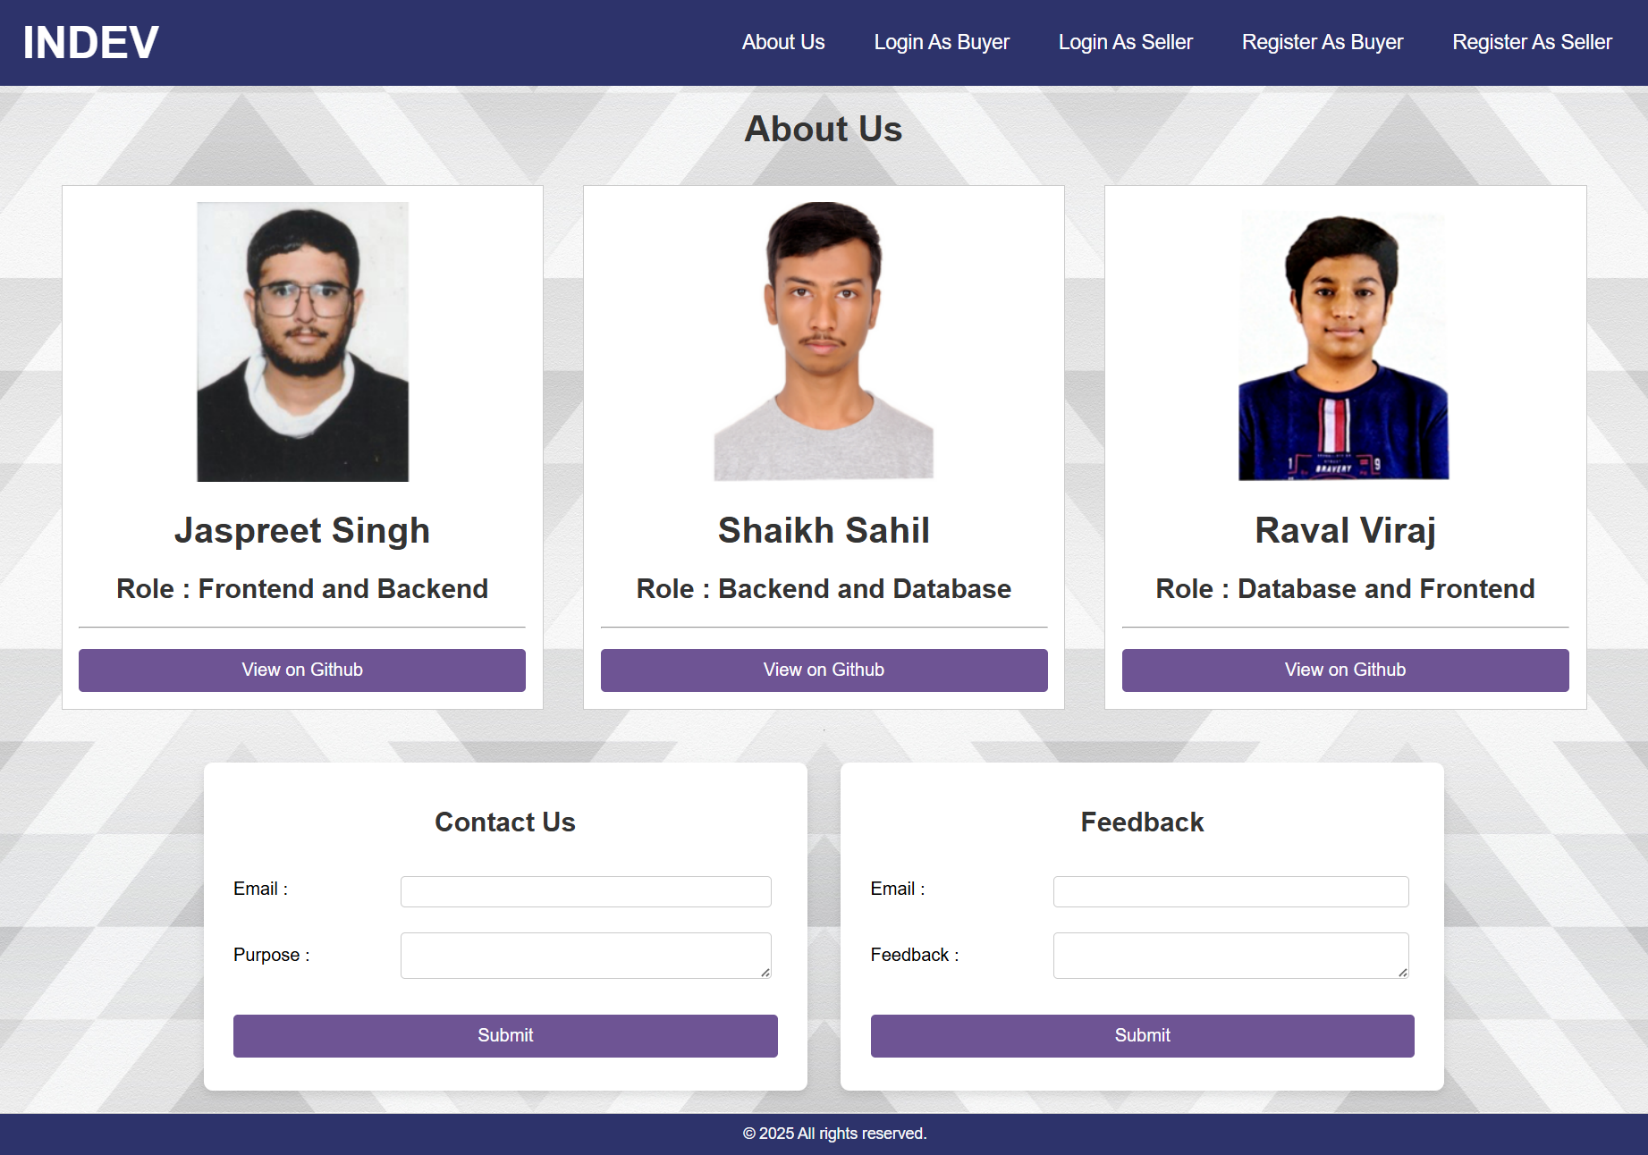 INDEV
About Us
Login As Buyer
Login As Seller
Register As Buyer
Register As Seller
About Us
Jaspreet Singh
Role : Frontend and Backend
View on Github
Shaikh Sahil
Role : Backend and Database
View on Github
1 9
BRAVERY
Raval Viraj
Role : Database and Frontend
View on Github
Contact Us
Email :
Purpose :
Submit
Feedback
Email :
Feedback :
Submit
© 2025 All rights reserved.